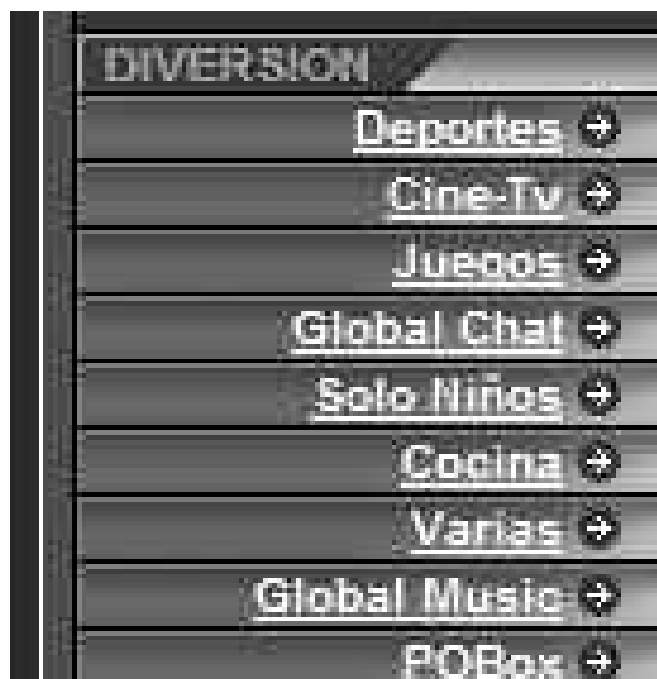 DIVERSION
Deportes
Cine-Tv
Juegos
Global Chat
Solo Niños
Cocina
Varias
Global Music
POBox